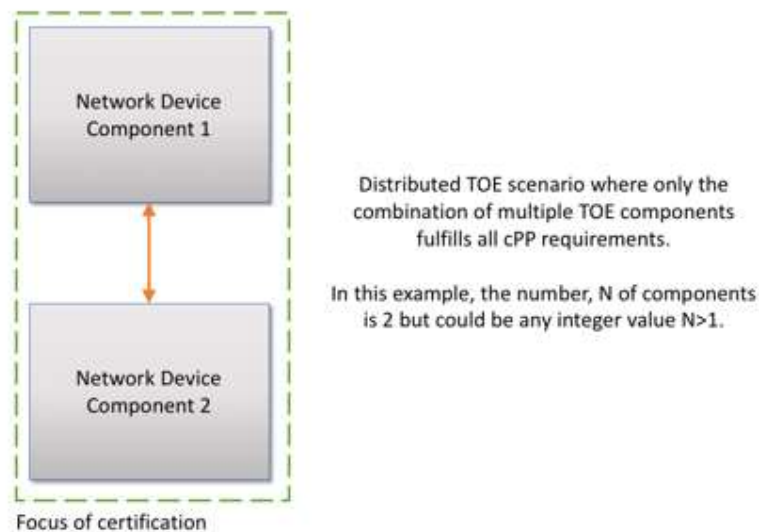 Network Device
Component 1
Distributed TOE scenario where only the
combination of multiple TOE components
fulfills all cPP requirements.
In this example, the number, N of components
is 2 but could be any integer value N>1.
Network Device
Component 2
Focus of certification